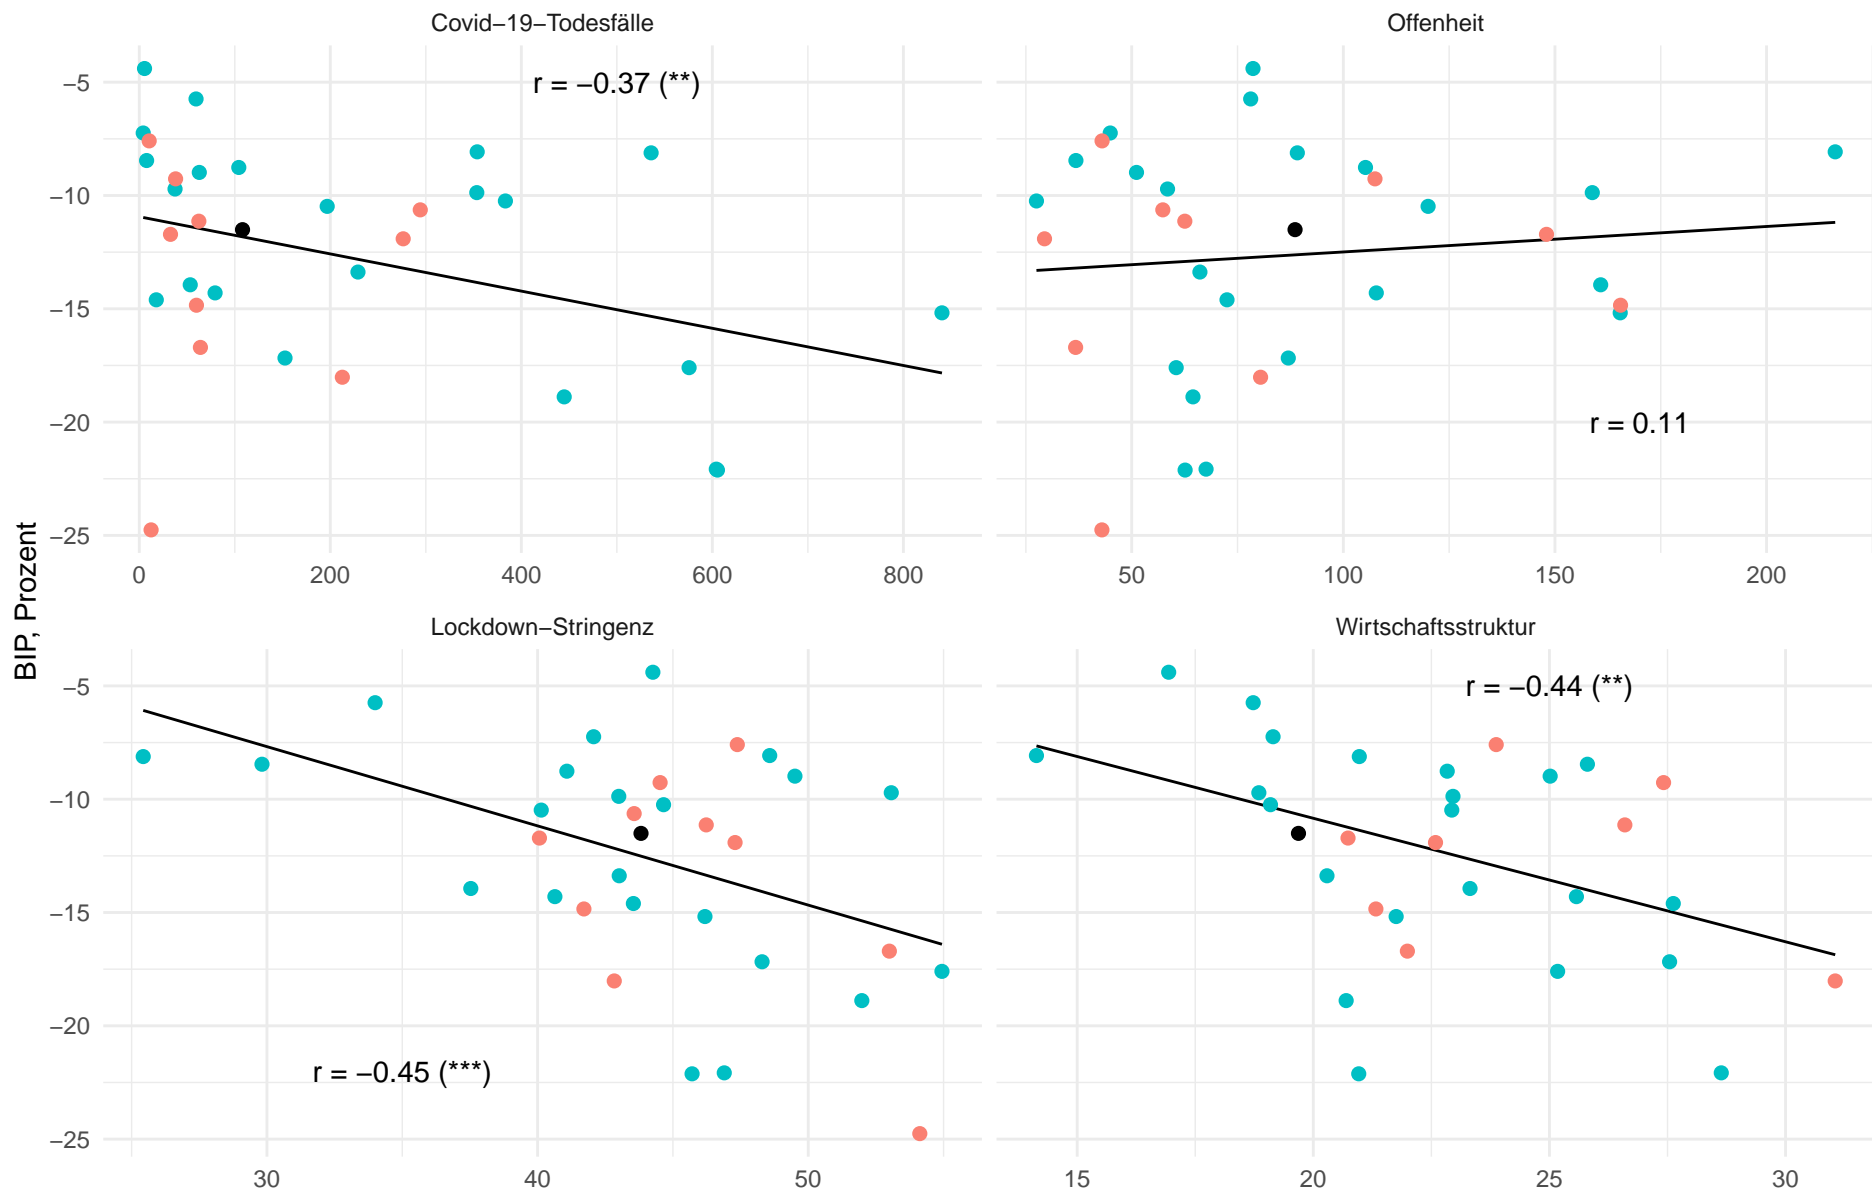 Covid−19−Todesfälle
Offenheit
r = −0.37 (**)
r = 0.11
−5
−10
−15
−20
−25
0 200 400 600 800
50 100 150 200
BIP, Prozent
Lockdown−Stringenz
Wirtschaftsstruktur
r = −0.44 (**)
r = −0.45 (***)
−5
−10
−15
−20
−25
30 40 50
15 20 25 30